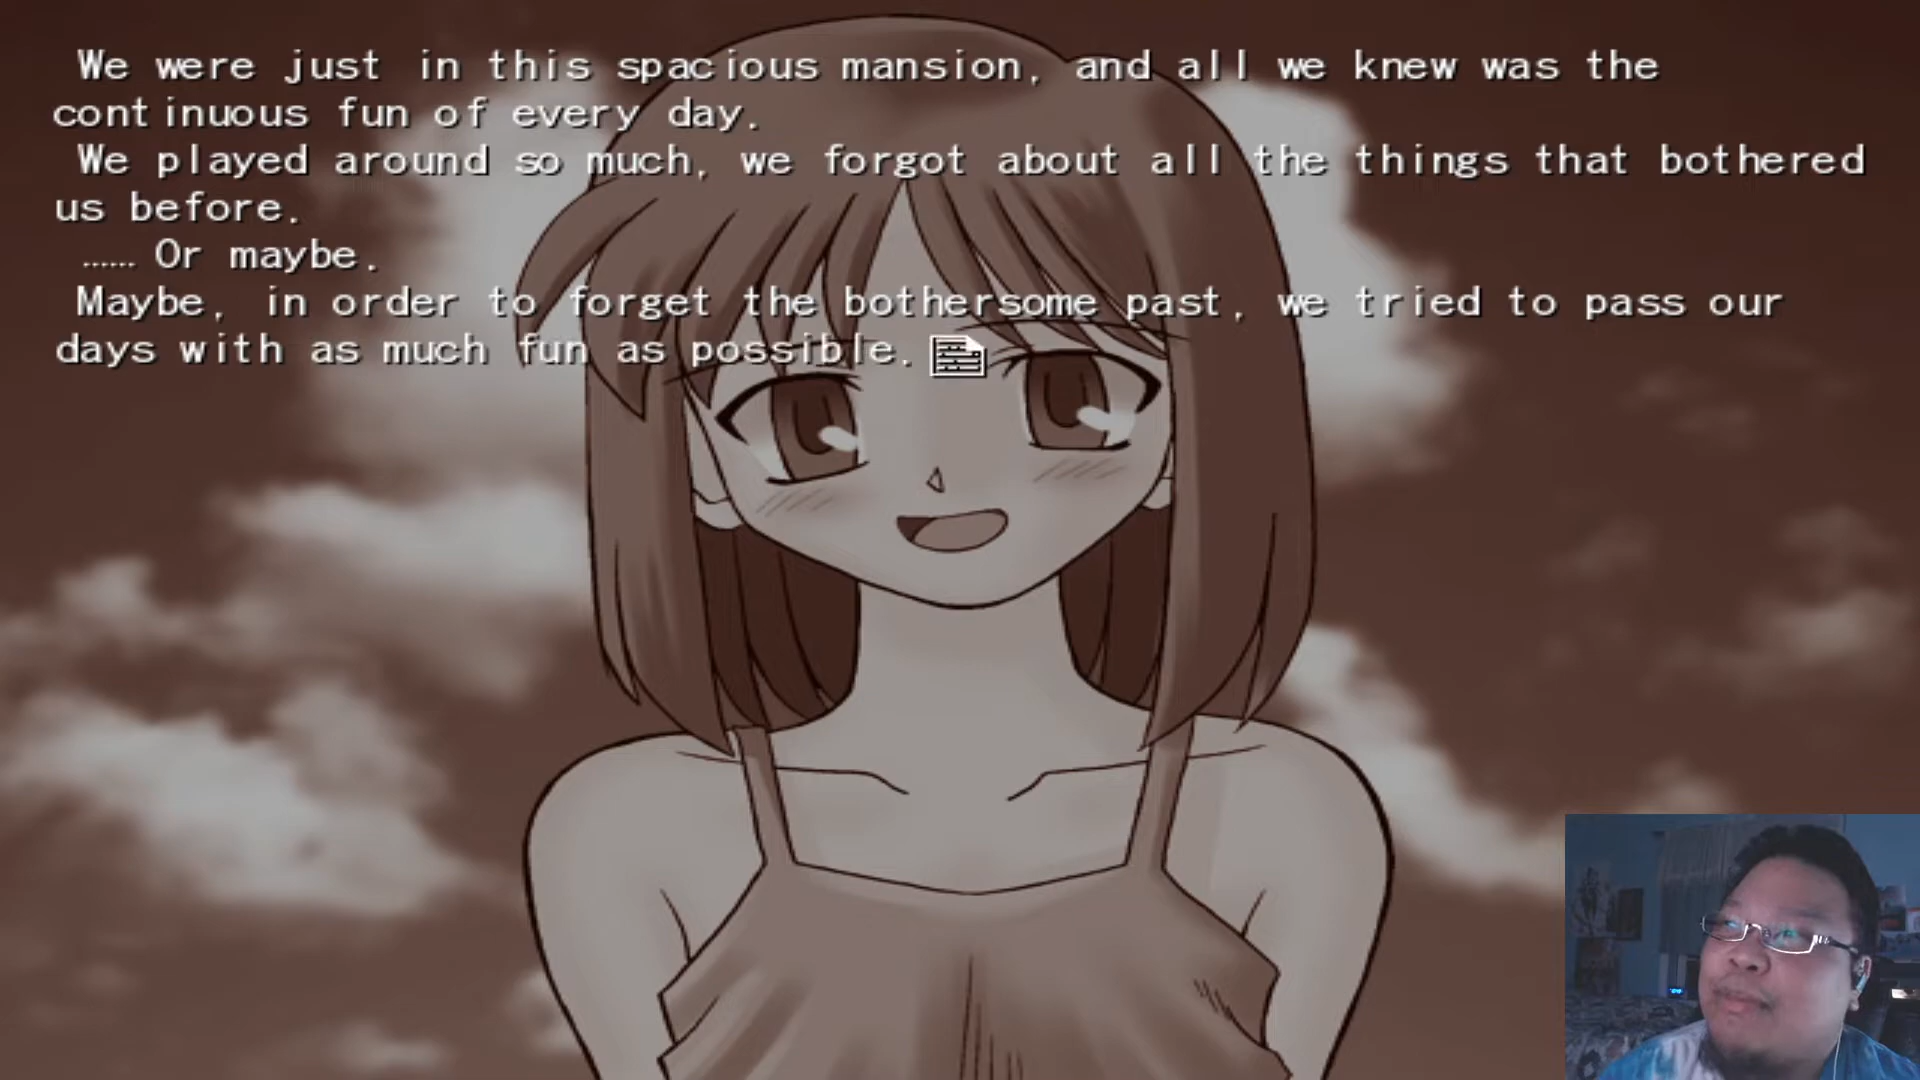 We were just in this spacious mansion, and all we knew was the
continuous fun of every day.
We played around so much, we forgot about all the things that bothered
us before.
...... Or maybe.
Maybe, in order to forget the bothersome past, we tried to pass our
days with as much fun as possible.